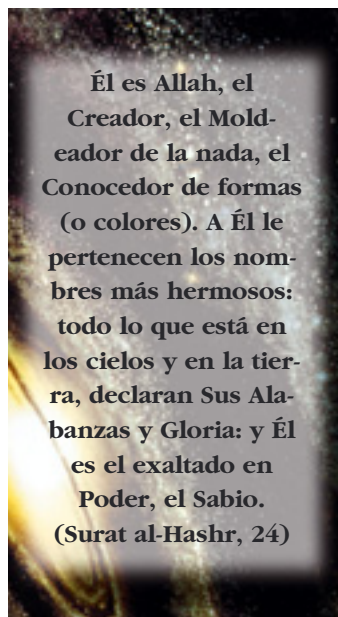 Él es Allah, el
Creador, el Mold-
eador de la nada, el
Conocedor de formas
(o colores). A Él le
pertenecen los nom-
bres más hermosos:
todo lo que está en
los cielos y en la tier-
ra, declaran Sus Ala-
banzas y Gloria: y Él
es el exaltado en
Poder, el Sabio.
(Surat al-Hashr, 24)